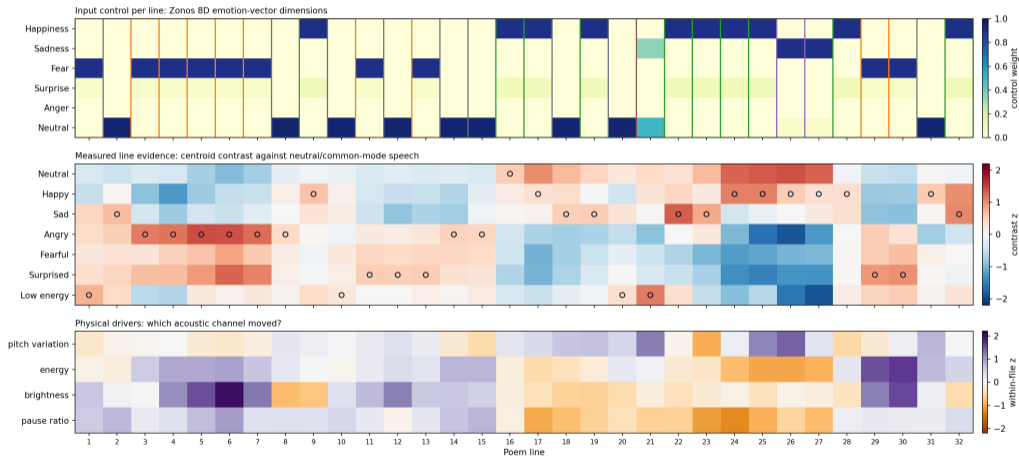 Input control per line: Zonos 8D emotion-vector dimensions
Happiness
Sadness
Fear
Surprise
Anger
Neutral
1.0
0.8
0.6
0.4
0.2
0.0
control weight
Measured line evidence: centroid contrast against neutral/common-mode speech
Neutral
Happy
Sad
Angry
Fearful
Surprised
Low energy
2
1
0
−1
−2
contrast z
Physical drivers: which acoustic channel moved?
pitch variation
energy
brightness
pause ratio
2
1
0
−1
−2
within-file z
1 2 3 4 5 6 7 8 9 10 11 12 13 14 15 16 17 18 19 20 21 22 23 24 25 26 27 28 29 30 31 32
Poem line